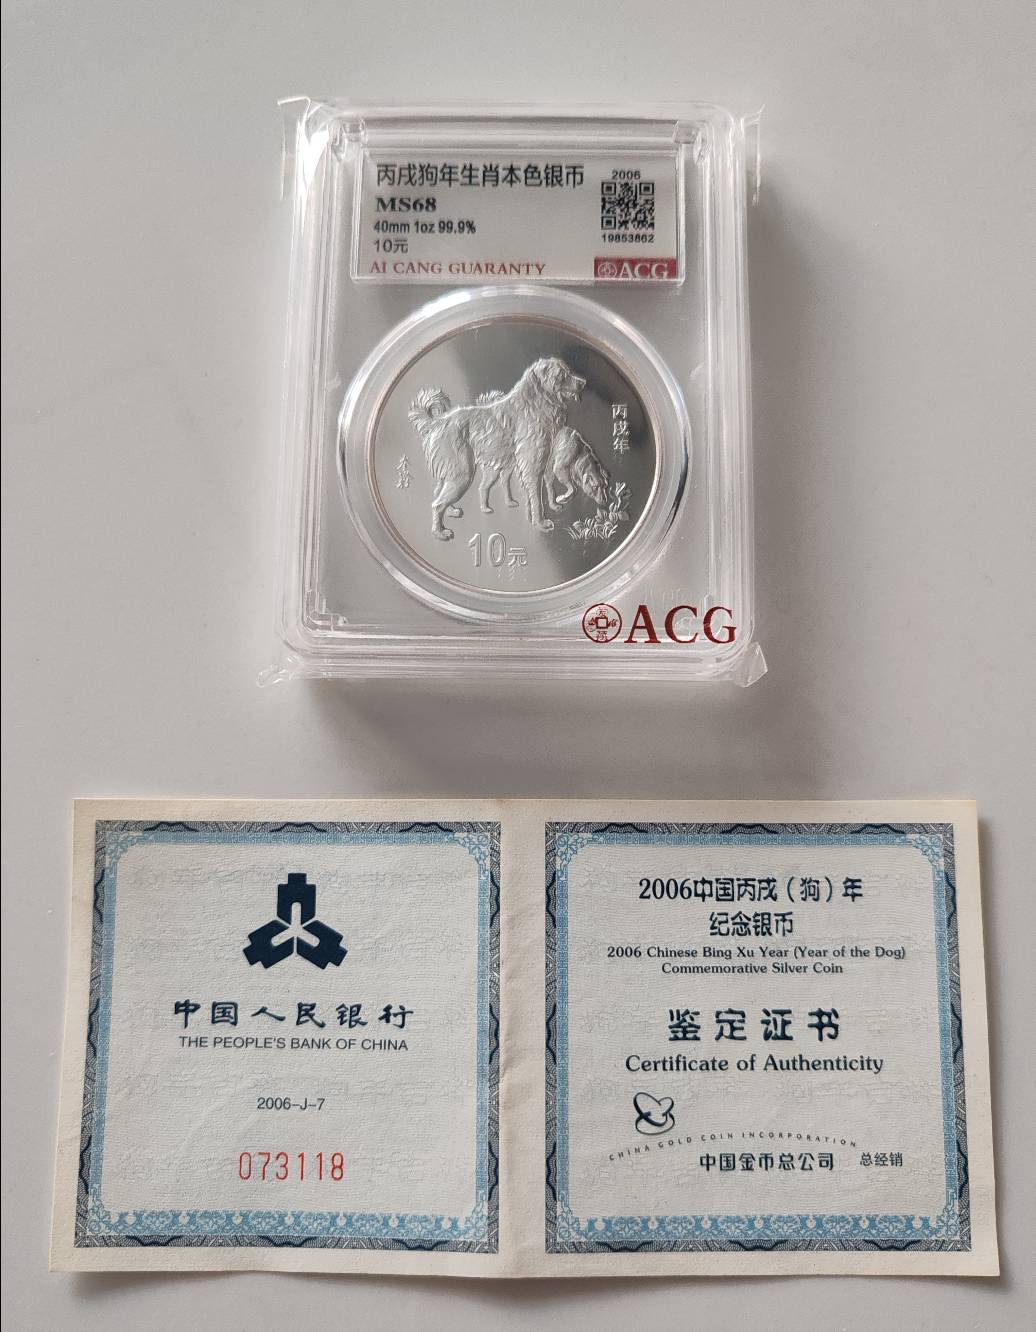 丙戌狗年生肖本色银币
2006
MS68
40mm 1oz 99.9%
10元
19853862
AI CANG GUARANTY
ACG
丙戌年
10元
ACG
中国人民银行
THE PEOPLE'S BANK OF CHINA
2006-J-7
073118
2006中国丙戌（狗）年
纪念银币
2006 Chinese Bing Xu Year (Year of the Dog)
Commemorative Silver Coin
鉴定证书
Certificate of Authenticity
CHINA GOLD COIN INCORPORATION
中国金币总公司 总经销